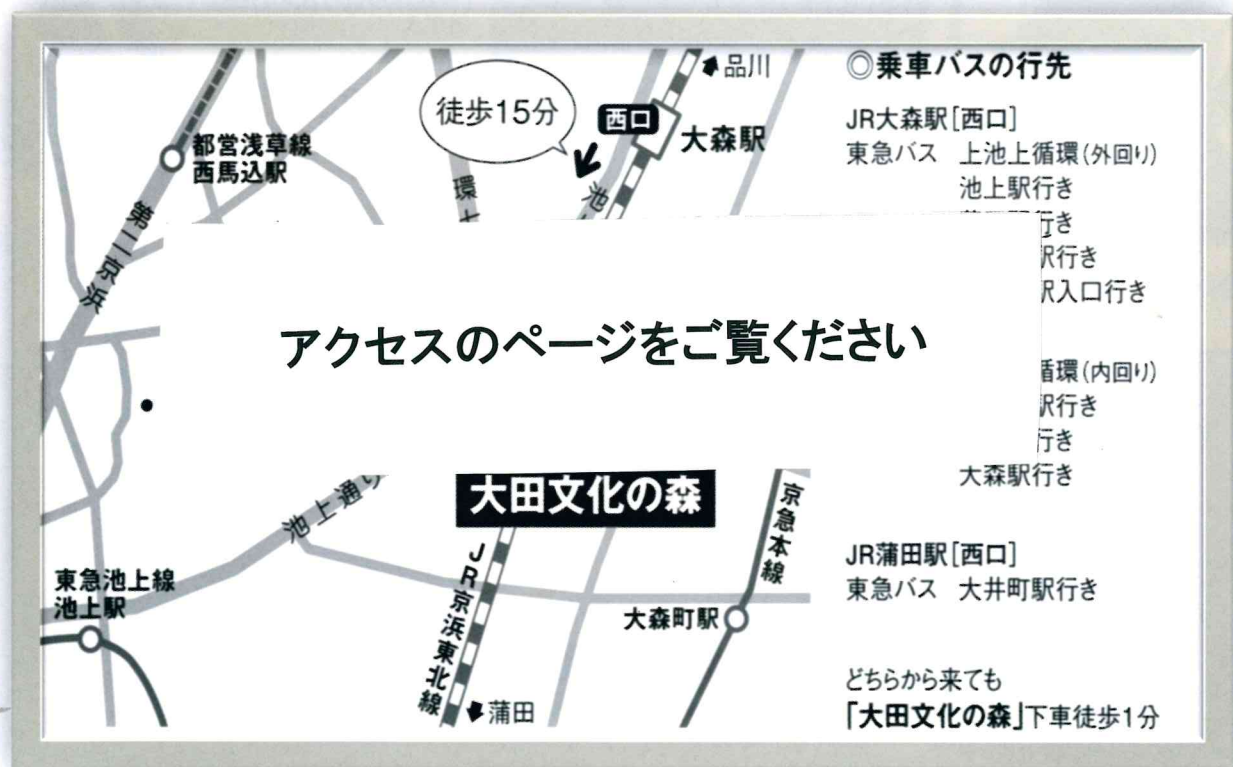 品川
徒歩15分
西口
大森駅
都営浅草線
西馬込駅
第二京浜
環
池
アクセスのページをご覧ください
大田文化の森
池上通り
東急池上線
池上駅
JR京浜東北線
蒲田
京急本線
大森町駅
◎乗車バスの行先
JR大森駅[西口]
東急バス 上池上循環(外回り)
池上駅行き
行き
駅行き
駅入口行き
循環(内回り)
駅行き
行き
大森駅行き
JR蒲田駅[西口]
東急バス 大井町駅行き
どちらから来ても
「大田文化の森」下車徒歩1分